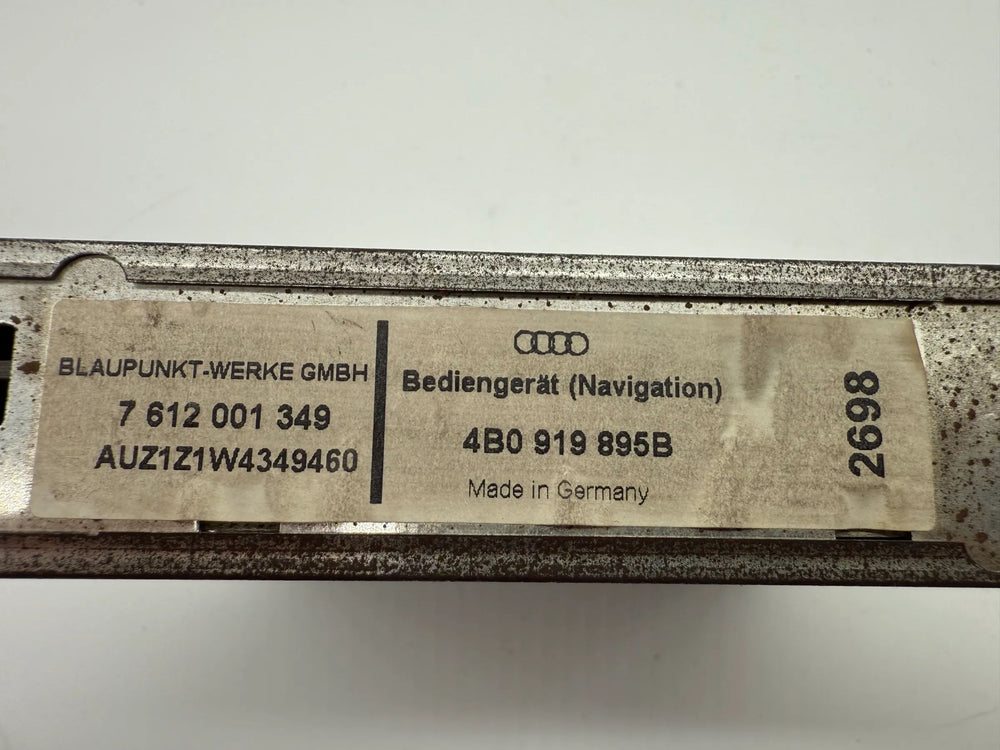 BLAUPUNKT-WERKE GMBH
7 612 001 349
AUZ1Z1W4349460
Bediengerät (Navigation)
4B0 919 895B
Made in Germany
2698